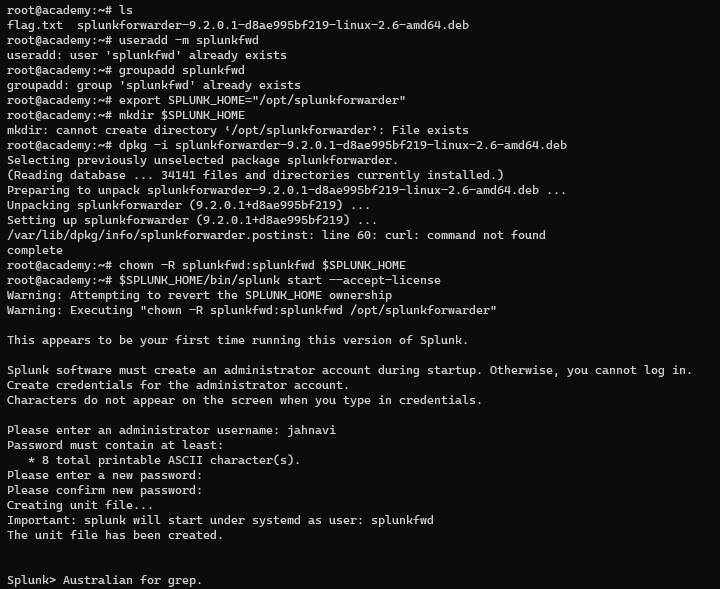 root@academy:~# ls
flag.txt  splunkforwarder-9.2.0.1-d8ae995bf219-linux-2.6-amd64.deb
root@academy:~# useradd -m splunkfwd
useradd: user 'splunkfwd' already exists
root@academy:~# groupadd splunkfwd
groupadd: group 'splunkfwd' already exists
root@academy:~# export SPLUNK_HOME="/opt/splunkforwarder"
root@academy:~# mkdir $SPLUNK_HOME
mkdir: cannot create directory ‘/opt/splunkforwarder’: File exists
root@academy:~# dpkg -i splunkforwarder-9.2.0.1-d8ae995bf219-linux-2.6-amd64.deb
Selecting previously unselected package splunkforwarder.
(Reading database ... 34141 files and directories currently installed.)
Preparing to unpack splunkforwarder-9.2.0.1-d8ae995bf219-linux-2.6-amd64.deb ...
Unpacking splunkforwarder (9.2.0.1+d8ae995bf219) ...
Setting up splunkforwarder (9.2.0.1+d8ae995bf219) ...
/var/lib/dpkg/info/splunkforwarder.postinst: line 60: curl: command not found
complete
root@academy:~# chown -R splunkfwd:splunkfwd $SPLUNK_HOME
root@academy:~# $SPLUNK_HOME/bin/splunk start --accept-license
Warning: Attempting to revert the SPLUNK_HOME ownership
Warning: Executing "chown -R splunkfwd:splunkfwd /opt/splunkforwarder"

This appears to be your first time running this version of Splunk.

Splunk software must create an administrator account during startup. Otherwise, you cannot log in.
Create credentials for the administrator account.
Characters do not appear on the screen when you type in credentials.

Please enter an administrator username: jahnavi
Password must contain at least:
   * 8 total printable ASCII character(s).
Please enter a new password:
Please confirm new password:
Creating unit file...
Important: splunk will start under systemd as user: splunkfwd
The unit file has been created.

Splunk> Australian for grep.